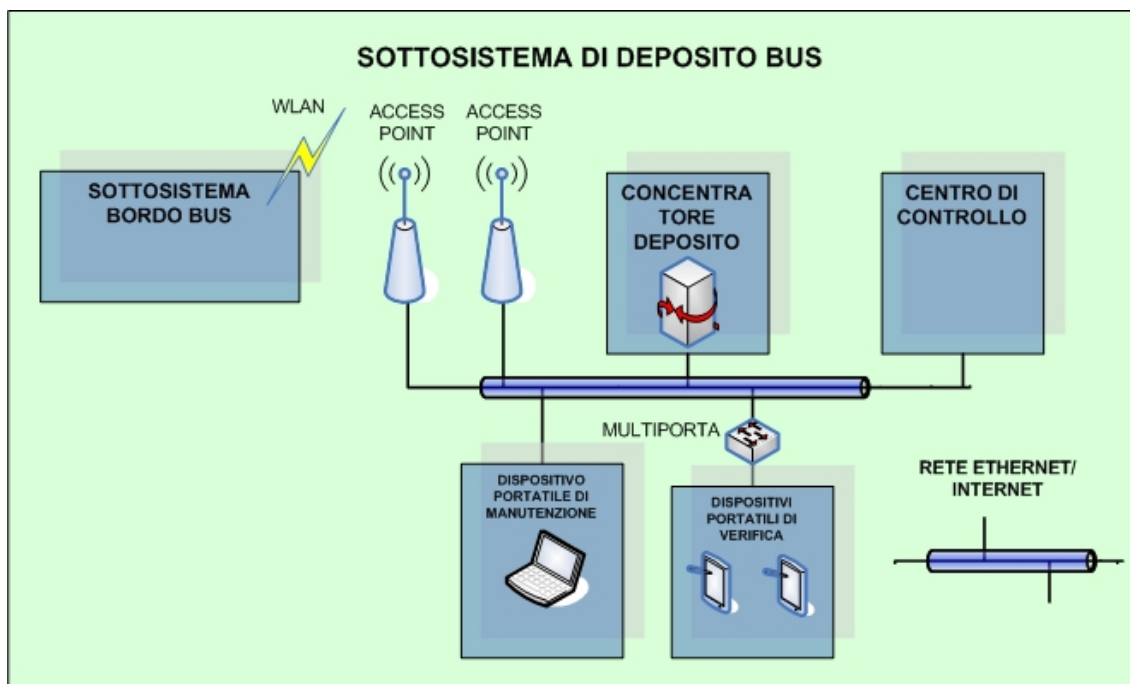 SOTTOSISTEMA DI DEPOSITO BUS
WLAN
ACCESS
POINT
ACCESS
POINT
SOTTOSISTEMA
BORDO BUS
CONCENTRA
TORE
DEPOSITO
CENTRO DI
CONTROLLO
MULTIPORTA
DISPOSITIVO
PORTATILE DI
MANUTENZIONE
DISPOSITIVI
PORTATILI DI
VERIFICA
RETE ETHERNET/
INTERNET